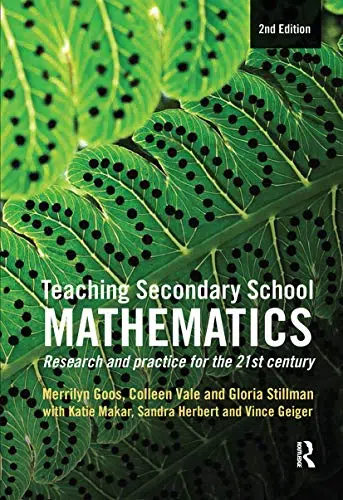 2nd Edition
Teaching Secondary School
MATHEMATICS
Research and practice for the 21st century
Merrilyn Goos, Colleen Vale and Gloria Stillman
with Katie Makar, Sandra Herbert and Vince Geiger
R
ROUTLEDGE